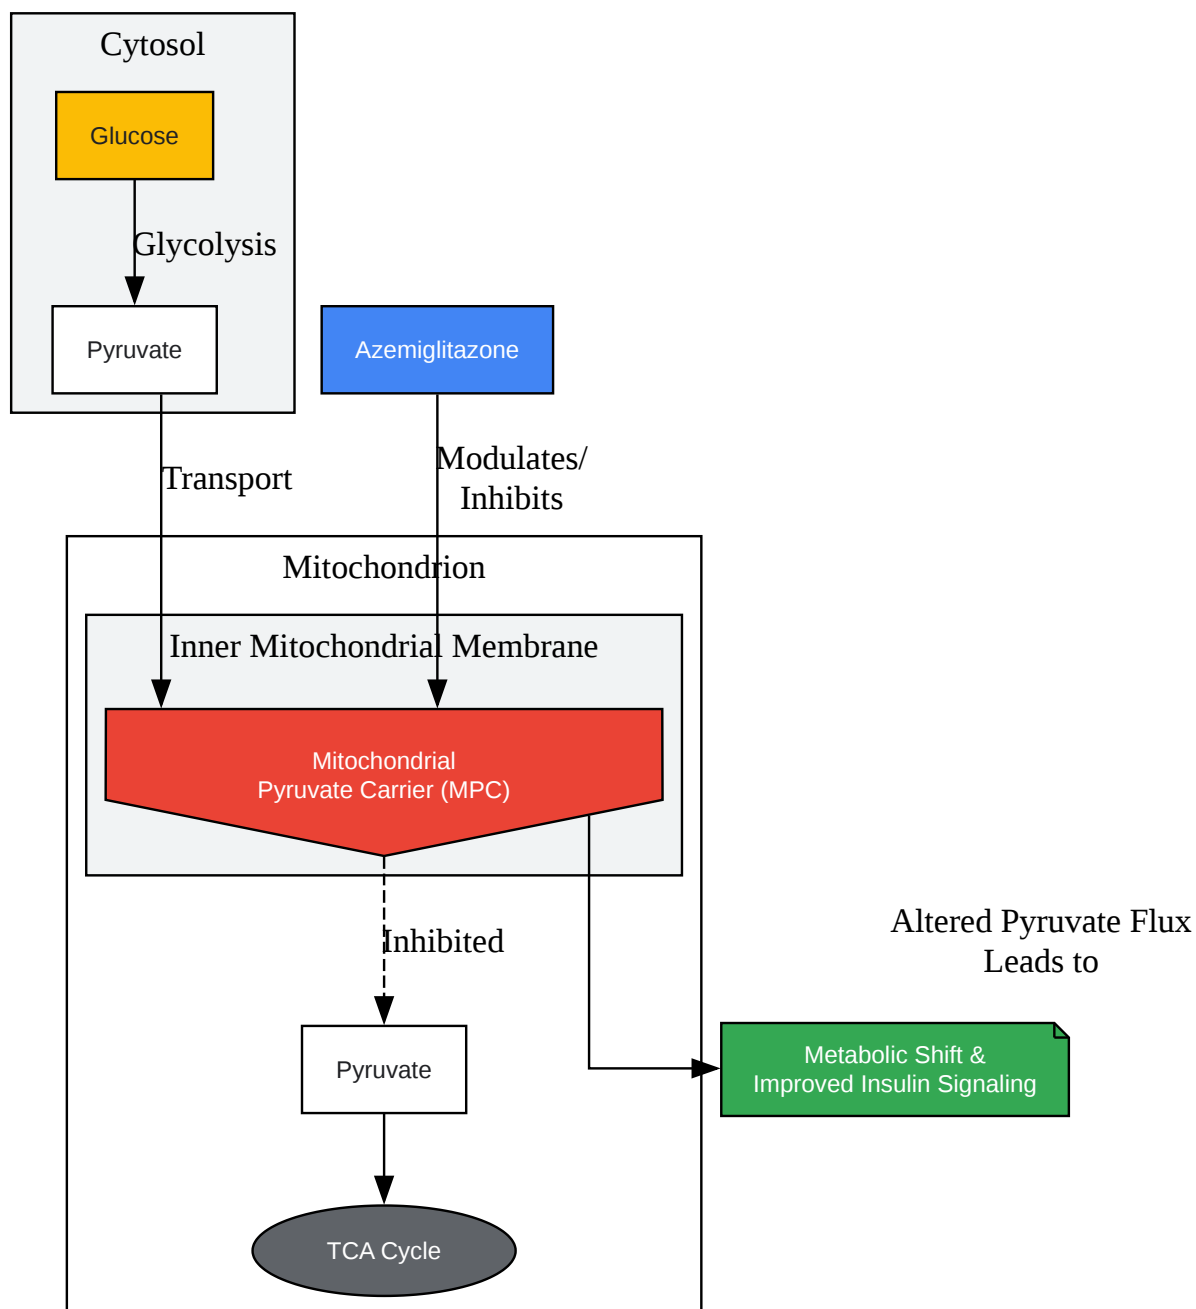 Cytosol
Glucose
Glycolysis
Pyruvate
Azemiglitazone
Transport
Modulates/
Inhibits
Mitochondrion
Inner Mitochondrial Membrane
Mitochondrial
Pyruvate Carrier (MPC)
Inhibited
Altered Pyruvate Flux
Leads to
Pyruvate
Metabolic Shift &
Improved Insulin Signaling
TCA Cycle